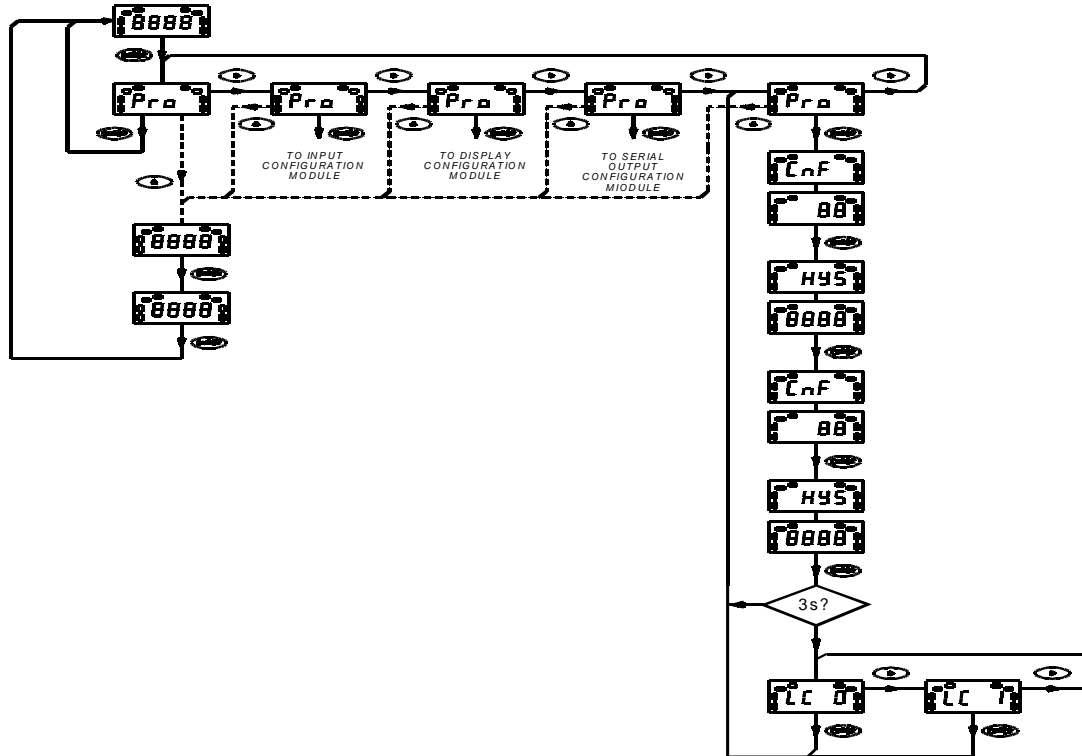 8888
Pro
Pro
Pro
Pro
Pro
TO INPUT
CONFIGURATION
MODULE
TO DISPLAY
CONFIGURATION
MODULE
TO SERIAL
OUTPUT
CONFIGURATION
MIODULE
CnF
88
8888
HYS
8888
8888
CnF
88
HYS
8888
3s?
LC 0
LC 1